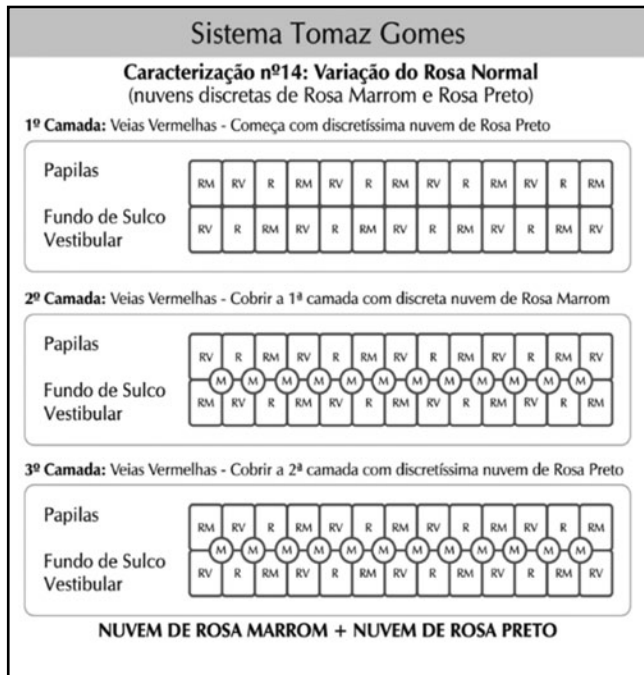 Sistema Tomaz Gomes
Caracterização nº14: Variação do Rosa Normal
(nuvens discretas de Rosa Marrom e Rosa Preto)
1º Camada: Veias Vermelhas - Começa com discretíssima nuvem de Rosa Preto
Papilas
RM RV R RM RV R RM RV R RM RV R RM
Fundo de Sulco
Vestibular
RV R RM RV R RM RV R RM RV R RM RV
2º Camada: Veias Vermelhas - Cobrir a 1ª camada com discreta nuvem de Rosa Marrom
Papilas
RV R RM RV R RM RV R RM RV R RM RV
M M M M M M M M M M M M
Fundo de Sulco
Vestibular
RM RV R RM RV R RM RV R RM RV R RM
3º Camada: Veias Vermelhas - Cobrir a 2ª camada com discretíssima nuvem de Rosa Preto
Papilas
RM RV R RM RV R RM RV R RM RV R RM
M M M M M M M M M M M M
Fundo de Sulco
Vestibular
RV R RM RV R RM RV R RM RV R RM RV
NUVEM DE ROSA MARROM + NUVEM DE ROSA PRETO